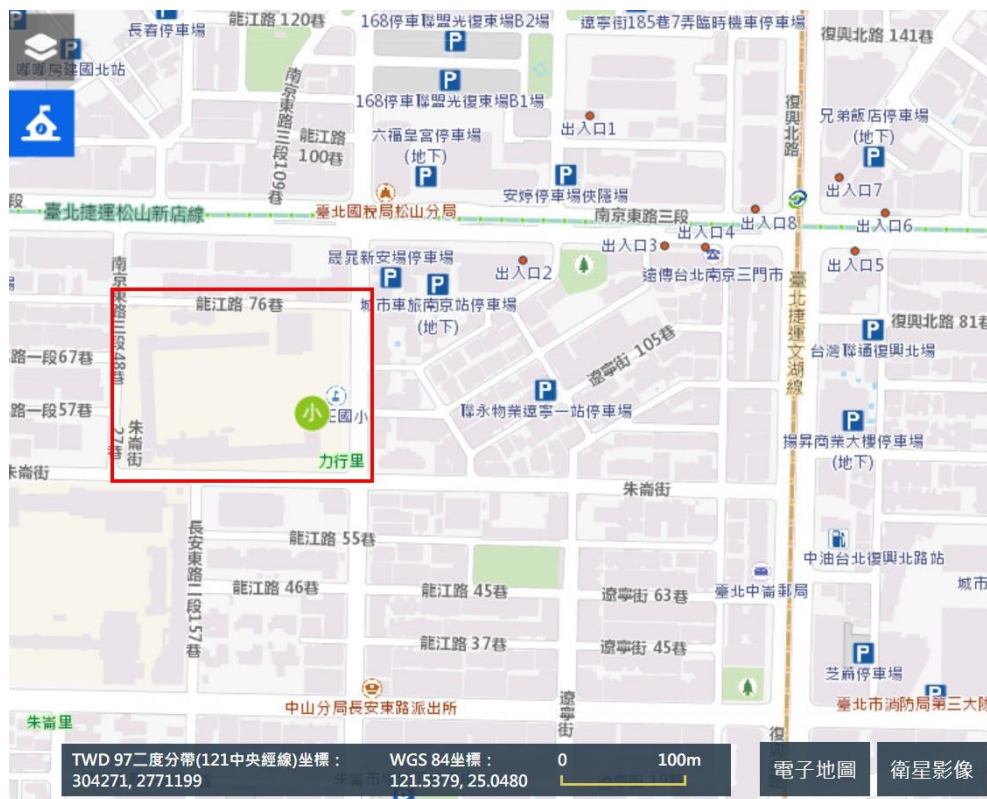 龍江路 120巷
168停車聯盟光復東場B2場
遼寧街185巷7弄臨時機車停車場
長春停車場
復興北路 141巷
嘟嘟房建國北站
168停車聯盟光復東場B1場
南京東路三段109巷
龍江路
100巷
六福皇宮停車場
(地下)
出入口1
復興北路
兄弟飯店停車場
(地下)
安婷停車場俠隱場
出入口7
段
臺北捷運松山新店線
臺北國稅局松山分局
南京東路三段
出入口8
出入口4
出入口6
出入口3
晟晁新安場停車場
出入口2
遠傳台北南京三門市
出入口5
場
南京東路三段48巷
龍江路 76巷
城市車旅南京站停車場
(地下)
臺北捷運文湖線
復興北路 81巷
台灣聯通復興北場
路一段67巷
遼寧街 105巷
路一段57巷
小
正國小
聯永物業遼寧一站停車場
揚昇商業大樓停車場
(地下)
朱崙街
27巷
力行里
朱崙街
朱崙街
長安東路二段157巷
龍江路 55巷
中油台北復興北路站
龍江路 46巷
龍江路 45巷
遼寧街 63巷
臺北中崙郵局
城市
龍江路 37巷
遼寧街 45巷
芝麻停車場
中山分局長安東路派出所
遼寧街
臺北市消防局第三大隊
朱崙里
復
TWD 97二度分帶(121中央經線)坐標：
304271, 2771199
WGS 84坐標：
121.5379, 25.0480
0
100m
電子地圖
衛星影像